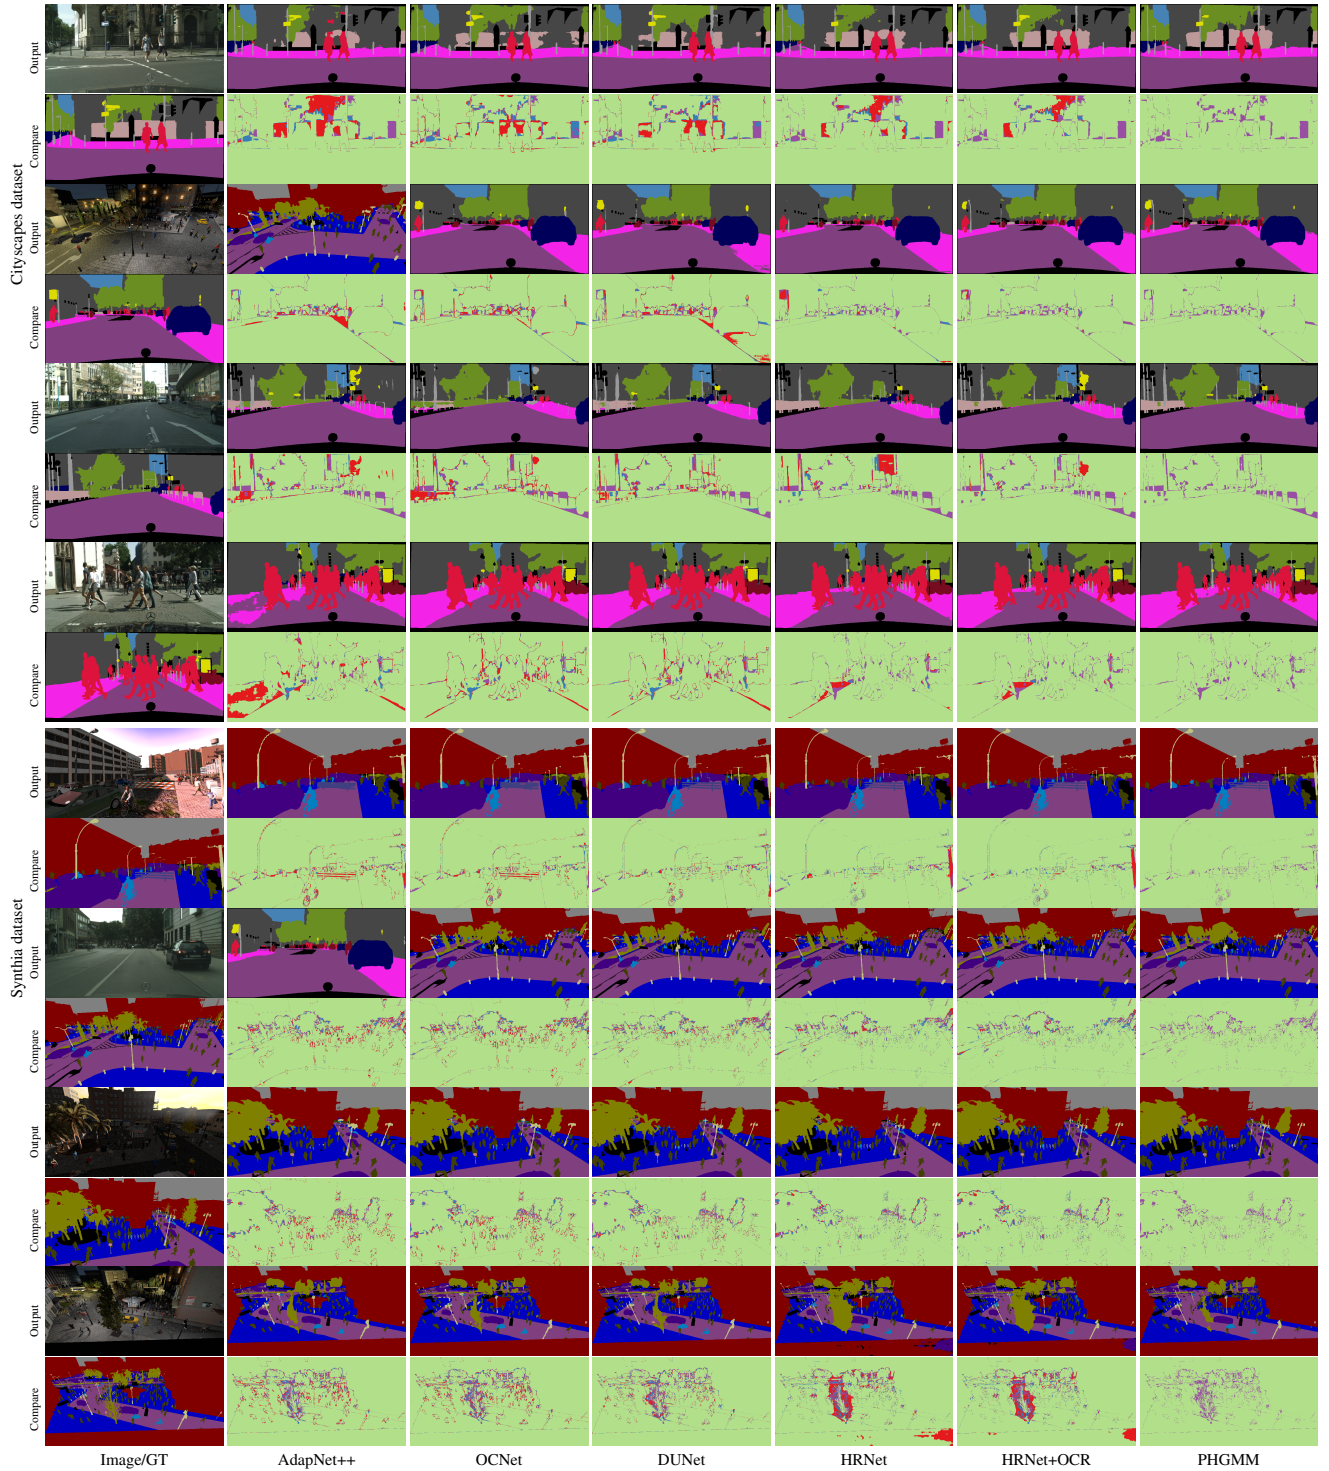 Cityscapes dataset
Output
Compare
Output
Compare
Output
Compare
Output
Compare
Synthia dataset
Output
Compare
Output
Compare
Output
Compare
Output
Compare
Image/GT AdapNet++ OCNet DUNet HRNet HRNet+OCR PHGMM